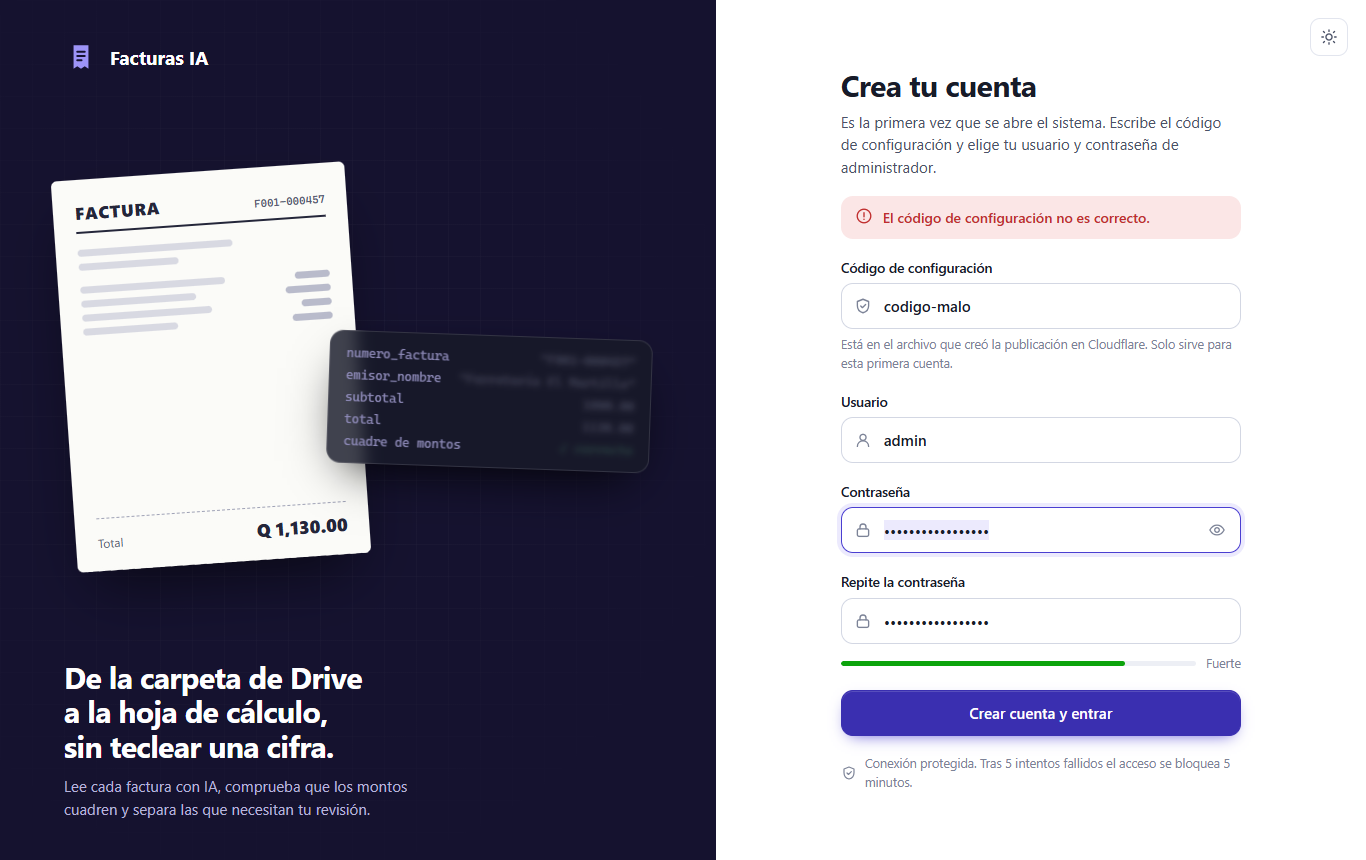 Facturas IA
FACTURA
F001-000457
numero_factura
emisor_nombre
subtotal
total
cuadre de montos
Total
Q 1,130.00
De la carpeta de Drive
a la hoja de cálculo,
sin teclear una cifra.
Lee cada factura con IA, comprueba que los montos
cuadren y separa las que necesitan tu revisión.
Crea tu cuenta
Es la primera vez que se abre el sistema. Escribe el código
de configuración y elige tu usuario y contraseña de
administrador.
El código de configuración no es correcto.
Código de configuración
codigo-malo
Está en el archivo que creó la publicación en Cloudflare. Solo sirve para
esta primera cuenta.
Usuario
admin
Contraseña
•••••••••••••••••
Repite la contraseña
•••••••••••••••••
Fuerte
Crear cuenta y entrar
Conexión protegida. Tras 5 intentos fallidos el acceso se bloquea 5
minutos.